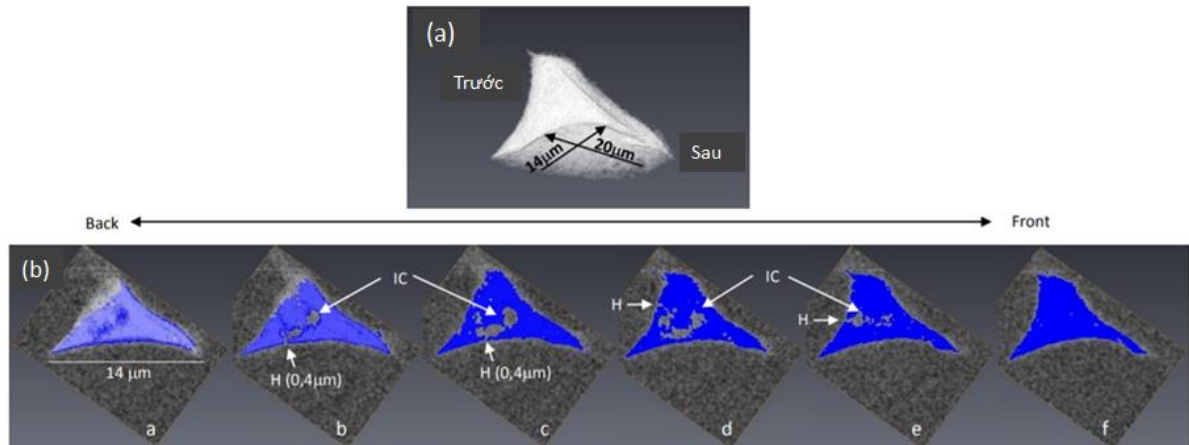 (a)
Trước
14μm
20μm
Sau
Back
Front
(b)
IC
IC
H
H
14 μm
H (0,4μm)
H (0,4μm)
a
b
c
d
e
f